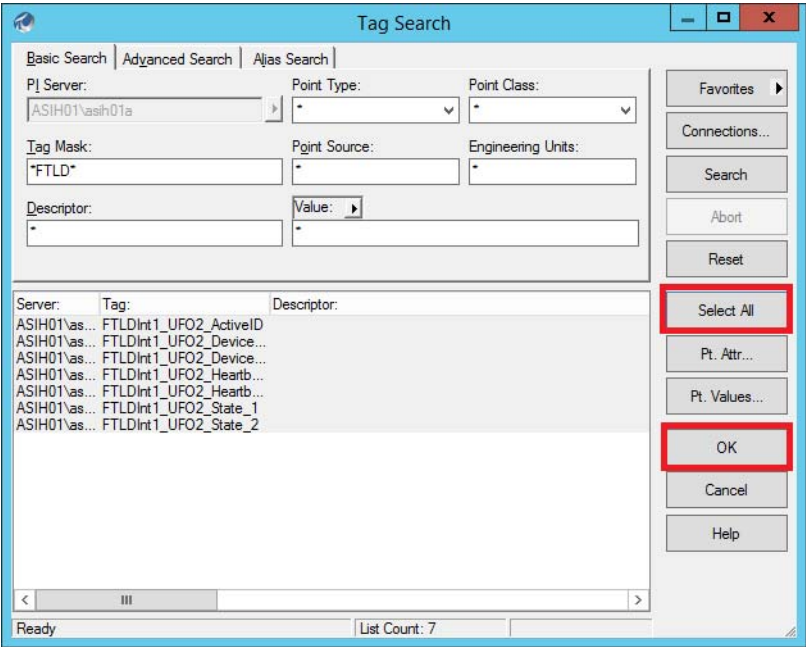 Tag Search
Basic Search Advanced Search Alias Search
PI Server: Point Type: Point Class:
ASIH01\asih01a * *
Tag Mask: Point Source: Engineering Units:
*FTLD* * *
Descriptor: Value:
* *
Favorites
Connections...
Search
Abort
Reset
Select All
Pt. Attr...
Pt. Values...
OK
Cancel
Help
Server: Tag: Descriptor:
ASIH01\as... FTLDInt1_UFO2_ActiveID
ASIH01\as... FTLDInt1_UFO2_Device...
ASIH01\as... FTLDInt1_UFO2_Device...
ASIH01\as... FTLDInt1_UFO2_Heartb...
ASIH01\as... FTLDInt1_UFO2_Heartb...
ASIH01\as... FTLDInt1_UFO2_State_1
ASIH01\as... FTLDInt1_UFO2_State_2
Ready List Count: 7